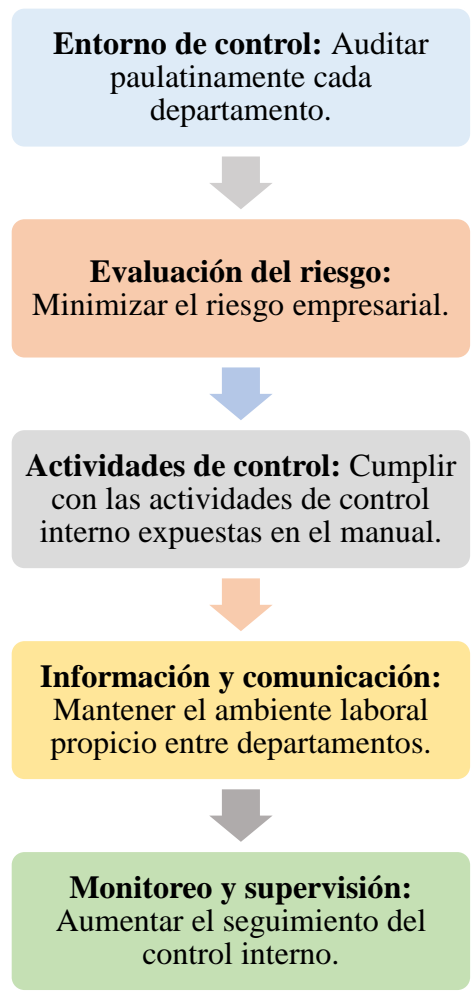 Entorno de control: Auditar
paulatinamente cada
departamento.
Evaluación del riesgo:
Minimizar el riesgo empresarial.
Actividades de control: Cumplir
con las actividades de control
interno expuestas en el manual.
Información y comunicación:
Mantener el ambiente laboral
propicio entre departamentos.
Monitoreo y supervisión:
Aumentar el seguimiento del
control interno.